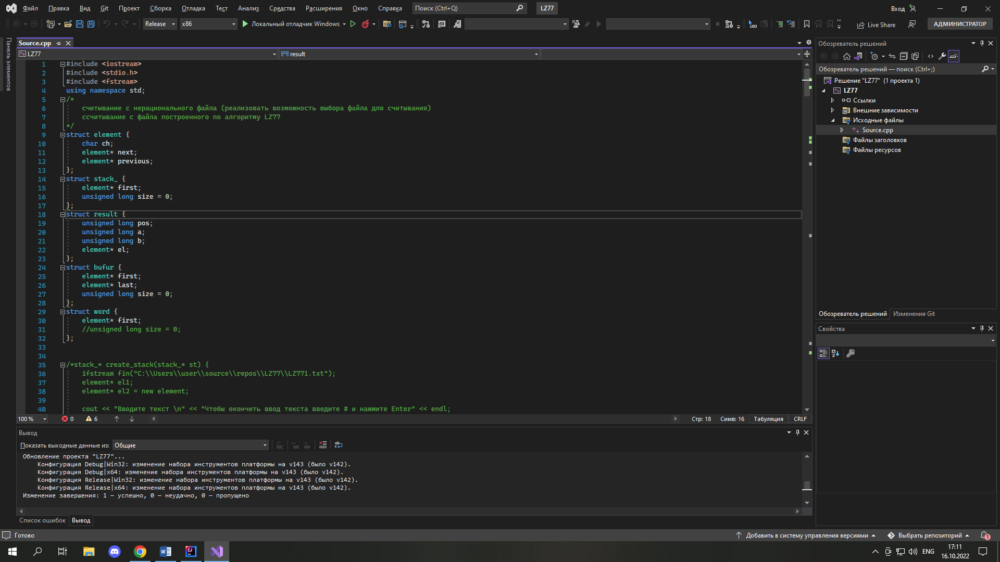 Файл Правка Вид Git Проект Сборка Отладка Тест Анализ Средства Расширения Окно Справка Поиск (Ctrl+Q) LZ77 Вход
Release x86 Локальный отладчик Windows Live Share АДМИНИСТРАТОР
Панель элементов
Source.cpp
LZ77 result
1 #include <iostream>
2 #include <stdio.h>
3 #include <fstream>
4 using namespace std;
5 /*
6 считывание с нерационального файла (реализовать возможность выбора файла для считывания)
7 ссчитывание с файла построенного по алгоритму LZ77
8 */
9 struct element {
10 char ch;
11 element* next;
12 element* previous;
13 };
14 struct stack_ {
15 element* first;
16 unsigned long size = 0;
17 };
18 struct result {
19 unsigned long pos;
20 unsigned long a;
21 unsigned long b;
22 element* el;
23 };
24 struct bufur {
25 element* first;
26 element* last;
27 unsigned long size = 0;
28 };
29 struct word {
30 element* first;
31 //unsigned long size = 0;
32 };
33
34
35 /*stack_* create_stack(stack_* st) {
36 ifstream fin("C:\\Users\\user\\source\\repos\\LZ77\\LZ771.txt");
37 element* el1;
38 element* el2 = new element;
39
40 cout << "Введите текст \n" << "Чтобы окончить ввод текста введите # и нажмите Enter" << endl;
100 % 0 6 Стр: 18 Симв: 16 Табуляция CRLF
Вывод
Показать выходные данные из: Общие
Обновление проекта "LZ77"...
Конфигурация Debug|Win32: изменение набора инструментов платформы на v143 (было v142).
Конфигурация Debug|x64: изменение набора инструментов платформы на v143 (было v142).
Конфигурация Release|Win32: изменение набора инструментов платформы на v143 (было v142).
Конфигурация Release|x64: изменение набора инструментов платформы на v143 (было v142).
Изменение завершения: 1 — успешно, 0 — неудачно, 0 — пропущено
Список ошибок Вывод
Обозреватель решений
Обозреватель решений — поиск (Ctrl+;)
Решение "LZ77" (1 проекта 1)
LZ77
Ссылки
Внешние зависимости
Исходные файлы
Source.cpp
Файлы заголовков
Файлы ресурсов
Обозреватель решений Изменения Git
Свойства
Готово Добавить в систему управления версиями Выбрать репозиторий 1
ENG 17:11
16.10.2022